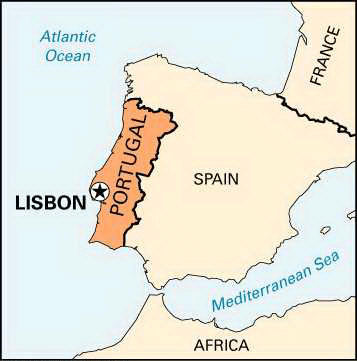 Atlantic
Ocean
FRANCE
PORTUGAL
SPAIN
LISBON
Mediterranean Sea
AFRICA